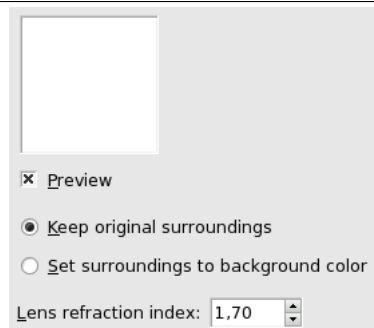 Preview
Keep original surroundings
Set surroundings to background color
Lens refraction index: 1,70